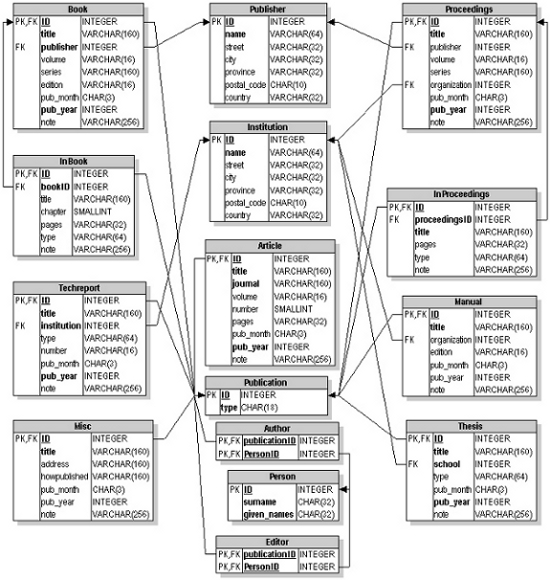 Book
PK,FK ID INTEGER
title VARCHAR(160)
FK publisher INTEGER
volume VARCHAR(16)
series VARCHAR(160)
edition VARCHAR(16)
pub_month CHAR(3)
pub_year INTEGER
note VARCHAR(256)
Publisher
PK ID INTEGER
name VARCHAR(64)
street VARCHAR(32)
city VARCHAR(32)
province VARCHAR(32)
postal_code CHAR(10)
country VARCHAR(32)
Proceedings
PK,FK ID INTEGER
title VARCHAR(160)
FK publisher INTEGER
volume VARCHAR(16)
series VARCHAR(160)
FK organization INTEGER
pub_month CHAR(3)
pub_year INTEGER
note VARCHAR(256)
Institution
PK ID INTEGER
name VARCHAR(64)
street VARCHAR(32)
city VARCHAR(32)
province VARCHAR(32)
postal_code CHAR(10)
country VARCHAR(32)
InBook
PK,FK ID INTEGER
FK bookID INTEGER
title VARCHAR(160)
chapter SMALLINT
pages VARCHAR(32)
type VARCHAR(64)
note VARCHAR(256)
InProceedings
PK,FK ID INTEGER
FK proceedingsID INTEGER
title VARCHAR(160)
pages VARCHAR(32)
type VARCHAR(64)
note VARCHAR(256)
Article
PK,FK ID INTEGER
title VARCHAR(160)
journal VARCHAR(160)
volume VARCHAR(16)
number SMALLINT
pages VARCHAR(32)
pub_month CHAR(3)
pub_year INTEGER
note VARCHAR(256)
Techreport
PK,FK ID INTEGER
title VARCHAR(160)
FK institution INTEGER
type VARCHAR(64)
number VARCHAR(16)
pub_month CHAR(3)
pub_year INTEGER
note VARCHAR(256)
Manual
PK,FK ID INTEGER
title VARCHAR(160)
FK organization INTEGER
edition VARCHAR(16)
pub_month CHAR(3)
pub_year INTEGER
note VARCHAR(256)
Publication
PK ID INTEGER
type CHAR(18)
Misc
PK,FK ID INTEGER
title VARCHAR(160)
address VARCHAR(160)
howpublished VARCHAR(160)
pub_month CHAR(3)
pub_year INTEGER
note VARCHAR(256)
Author
PK,FK publicationID INTEGER
PK,FK PersonID INTEGER
Thesis
PK,FK ID INTEGER
title VARCHAR(160)
FK school INTEGER
type VARCHAR(64)
pub_month CHAR(3)
pub_year INTEGER
note VARCHAR(256)
Person
PK ID INTEGER
surname CHAR(32)
given_names CHAR(32)
Editor
PK,FK publicationID INTEGER
PK,FK PersonID INTEGER